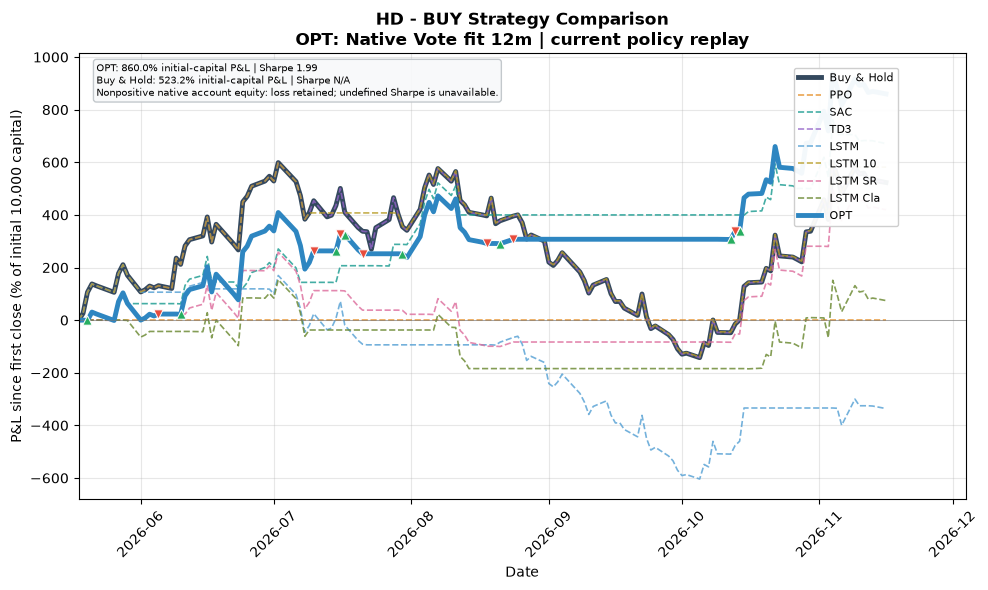 HD - BUY Strategy Comparison
OPT: Native Vote fit 12m | current policy replay
OPT: 860.0% initial-capital P&L | Sharpe 1.99
Buy & Hold: 523.2% initial-capital P&L | Sharpe N/A
Nonpositive native account equity: loss retained; undefined Sharpe is unavailable.
Buy & Hold
PPO
SAC
TD3
LSTM
LSTM 10
LSTM SR
LSTM Cla
OPT
P&L since first close (% of initial 10,000 capital)
1000
800
600
400
200
0
−200
−400
−600
2026-06
2026-07
2026-08
2026-09
2026-10
2026-11
2026-12
Date